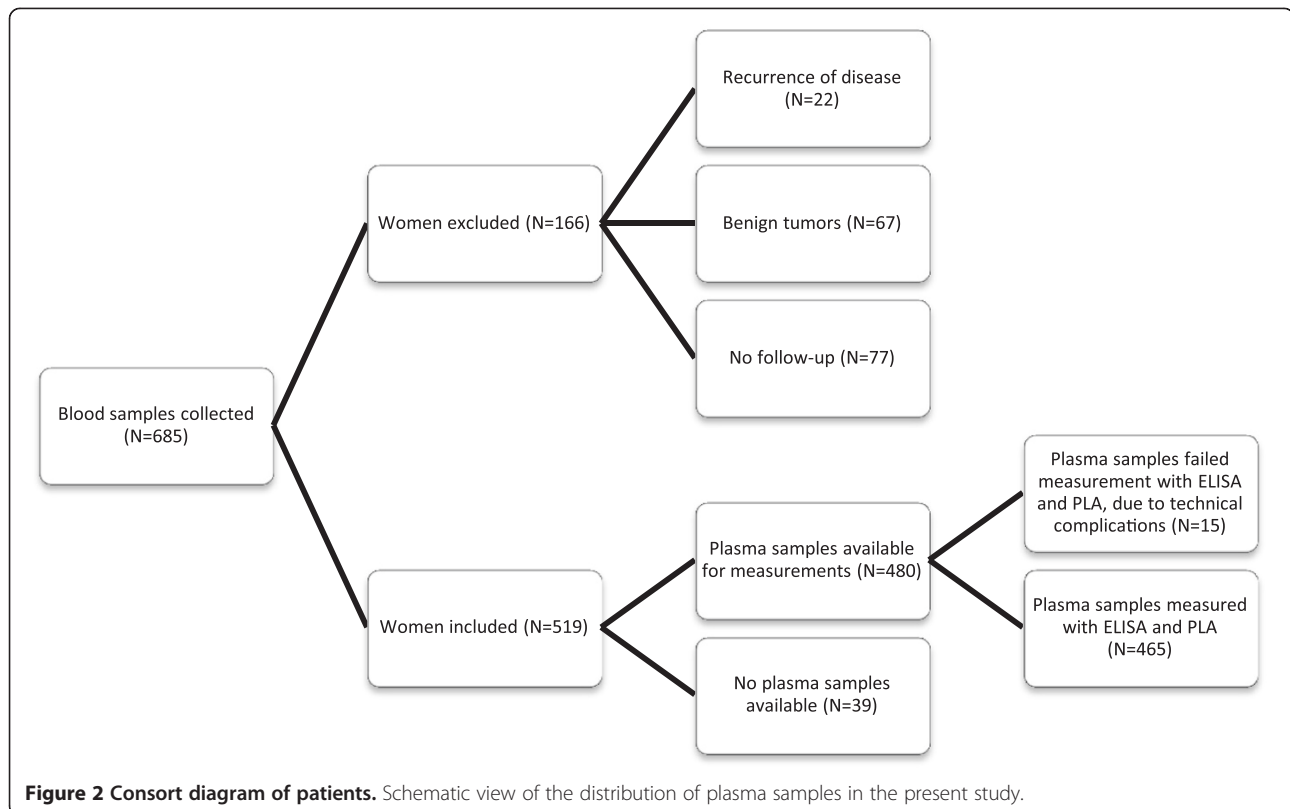 Recurrence of disease
(N=22)
Women excluded (N=166)
Benign tumors (N=67)
No follow-up (N=77)
Blood samples collected
(N=685)
Plasma samples failed
measurement with ELISA
and PLA, due to technical
complications (N=15)
Plasma samples available
for measurements (N=480)
Women included (N=519)
Plasma samples measured
with ELISA and PLA
(N=465)
No plasma samples
available (N=39)
Figure 2 Consort diagram of patients. Schematic view of the distribution of plasma samples in the present study.